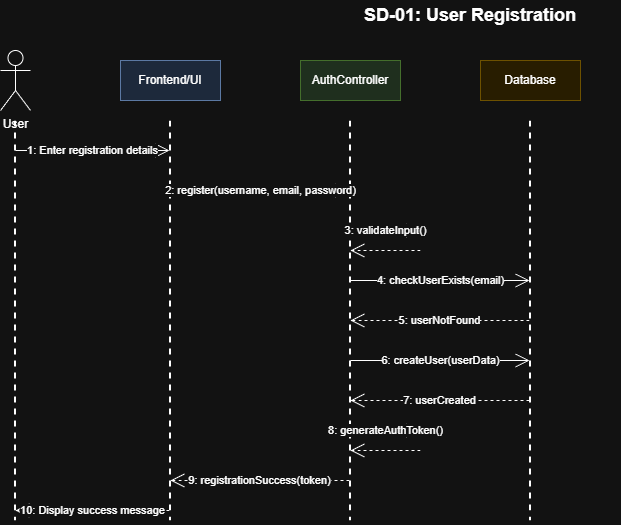 SD-01: User Registration
Frontend/UI
AuthController
Database
User
1: Enter registration details
2: register(username, email, password)
3: validateInput()
4: checkUserExists(email)
5: userNotFound
6: createUser(userData)
7: userCreated
8: generateAuthToken()
9: registrationSuccess(token)
10: Display success message